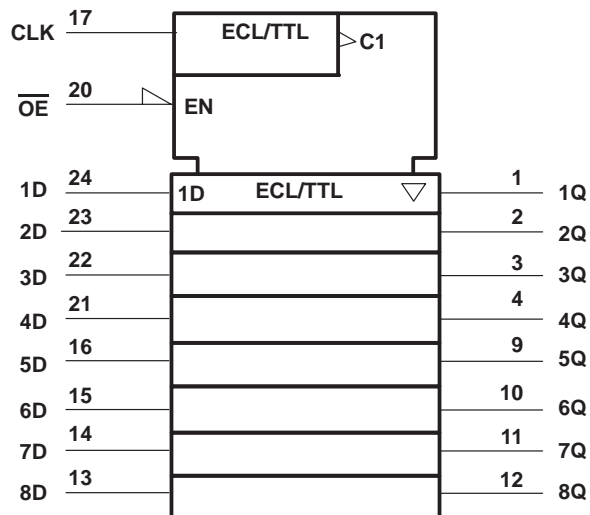 CLK 17 ECL/TTL C1
OE 20 EN
1D 24 1D ECL/TTL 1 1Q
2D 23 2 2Q
3D 22 3 3Q
4D 21 4 4Q
5D 16 9 5Q
6D 15 10 6Q
7D 14 11 7Q
8D 13 12 8Q